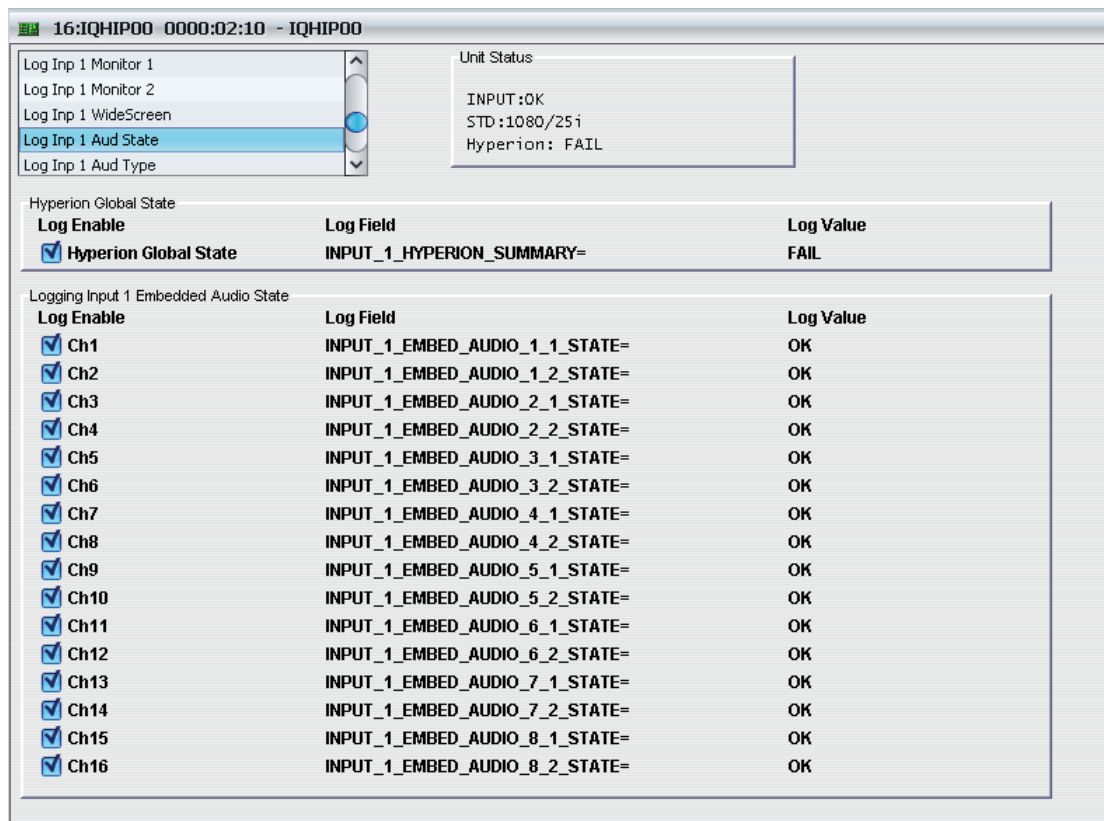 16:IQHIP00 0000:02:10 - IQHIP00
Log Inp 1 Monitor 1
Log Inp 1 Monitor 2
Log Inp 1 WideScreen
Log Inp 1 Aud State
Log Inp 1 Aud Type
Unit Status
INPUT:OK
STD:1080/25i
Hyperion: FAIL
Hyperion Global State
Log Enable Log Field Log Value
Hyperion Global State INPUT_1_HYPERION_SUMMARY= FAIL
Logging Input 1 Embedded Audio State
Log Enable Log Field Log Value
Ch1 INPUT_1_EMBED_AUDIO_1_1_STATE= OK
Ch2 INPUT_1_EMBED_AUDIO_1_2_STATE= OK
Ch3 INPUT_1_EMBED_AUDIO_2_1_STATE= OK
Ch4 INPUT_1_EMBED_AUDIO_2_2_STATE= OK
Ch5 INPUT_1_EMBED_AUDIO_3_1_STATE= OK
Ch6 INPUT_1_EMBED_AUDIO_3_2_STATE= OK
Ch7 INPUT_1_EMBED_AUDIO_4_1_STATE= OK
Ch8 INPUT_1_EMBED_AUDIO_4_2_STATE= OK
Ch9 INPUT_1_EMBED_AUDIO_5_1_STATE= OK
Ch10 INPUT_1_EMBED_AUDIO_5_2_STATE= OK
Ch11 INPUT_1_EMBED_AUDIO_6_1_STATE= OK
Ch12 INPUT_1_EMBED_AUDIO_6_2_STATE= OK
Ch13 INPUT_1_EMBED_AUDIO_7_1_STATE= OK
Ch14 INPUT_1_EMBED_AUDIO_7_2_STATE= OK
Ch15 INPUT_1_EMBED_AUDIO_8_1_STATE= OK
Ch16 INPUT_1_EMBED_AUDIO_8_2_STATE= OK